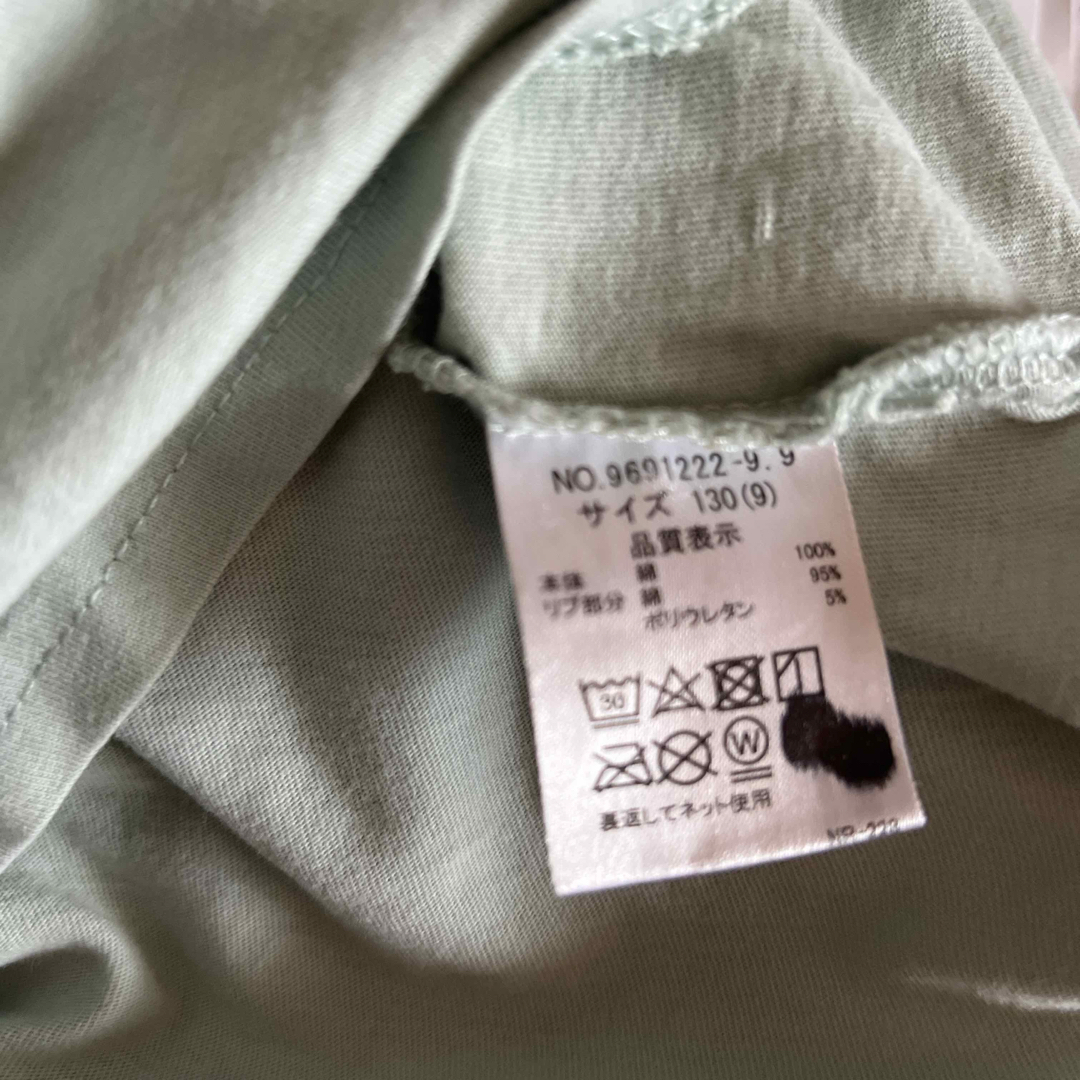 NO.9691222-9.9
サイズ 130(9)
品質表示
本体 綿 100%
リブ部分 綿 95%
ポリウレタン 5%
30
W
裏返してネット使用